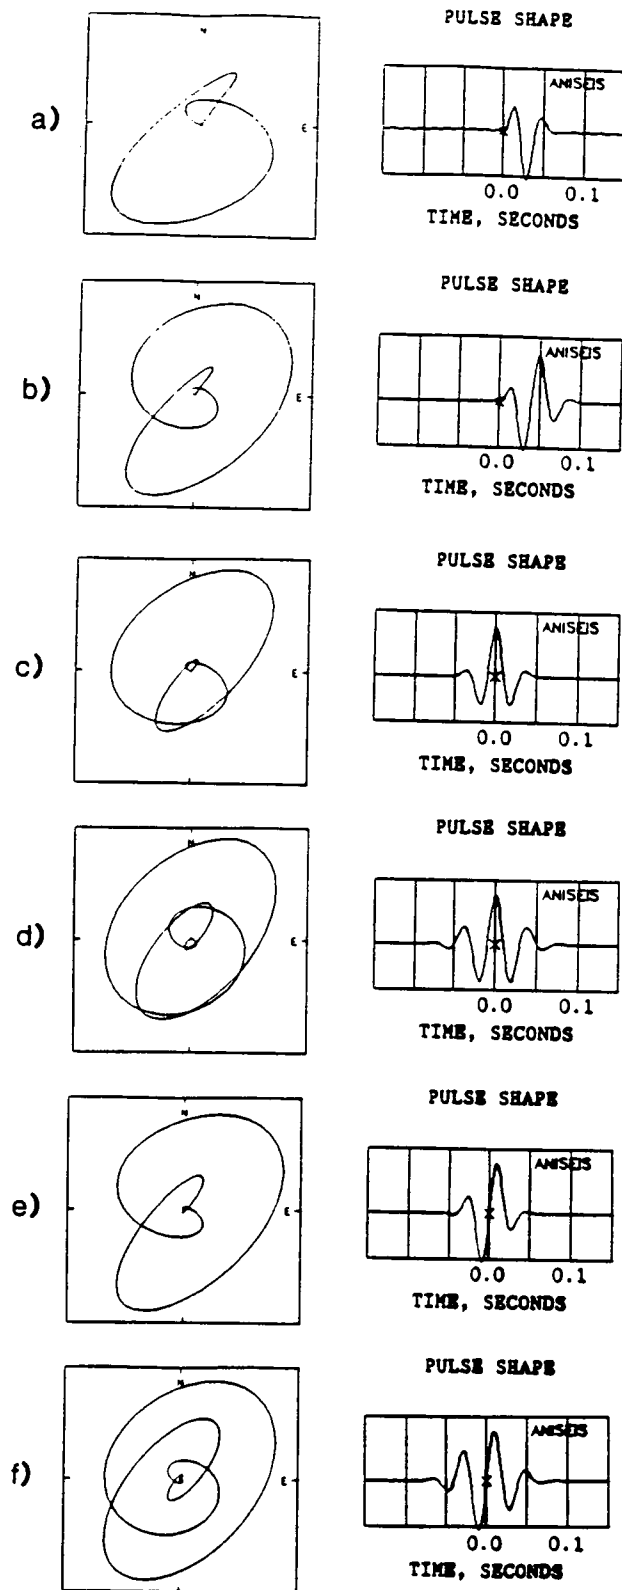 PULSE SHAPE
a)
N
E
ANISEIS
0.0 0.1
TIME, SECONDS
PULSE SHAPE
b)
N
E
ANISEIS
0.0 0.1
TIME, SECONDS
PULSE SHAPE
c)
N
E
ANISEIS
0.0 0.1
TIME, SECONDS
PULSE SHAPE
d)
N
E
ANISEIS
0.0 0.1
TIME, SECONDS
PULSE SHAPE
e)
N
E
ANISEIS
0.0 0.1
TIME, SECONDS
PULSE SHAPE
f)
N
E
ANISEIS
0.0 0.1
TIME, SECONDS